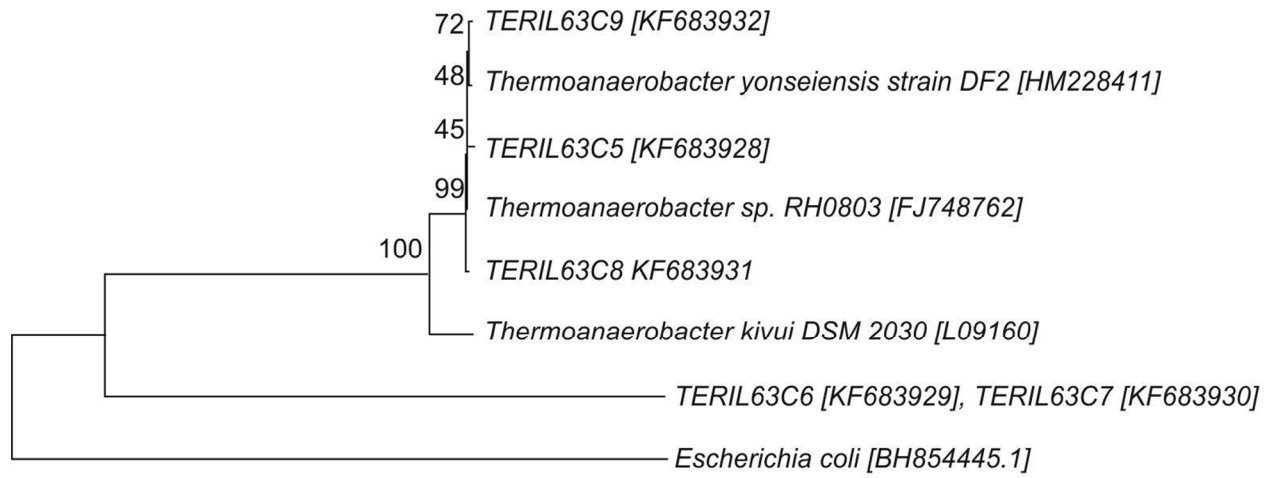 72 TERIL63C9 [KF683932]
48 Thermoanaerobacter yonseiensis strain DF2 [HM228411]
45 TERIL63C5 [KF683928]
99 Thermoanaerobacter sp. RH0803 [FJ748762]
100 TERIL63C8 KF683931
Thermoanaerobacter kivui DSM 2030 [L09160]
TERIL63C6 [KF683929], TERIL63C7 [KF683930]
Escherichia coli [BH854445.1]